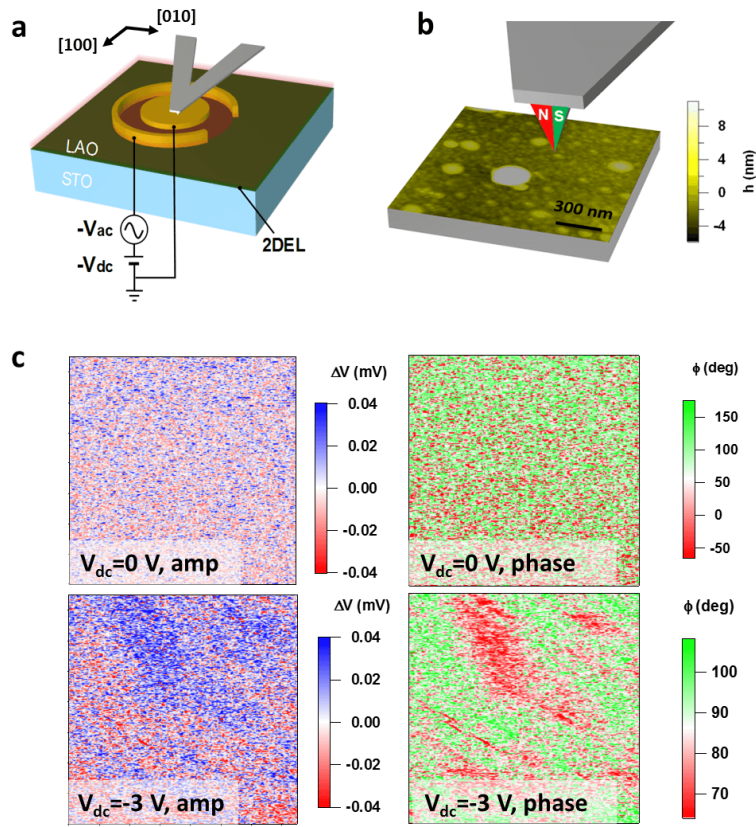 a
[010]
[100]
LAO
STO
2DEL
-Vac
-Vdc
b
N S
300 nm
8
4
0
-4
h (nm)
c
ΔV (mV)
0.04
0.02
0.00
-0.02
-0.04
Vdc=0 V, amp
ϕ (deg)
150
100
50
0
-50
Vdc=0 V, phase
ΔV (mV)
0.04
0.02
0.00
-0.02
-0.04
Vdc=-3 V, amp
ϕ (deg)
100
90
80
70
Vdc=-3 V, phase